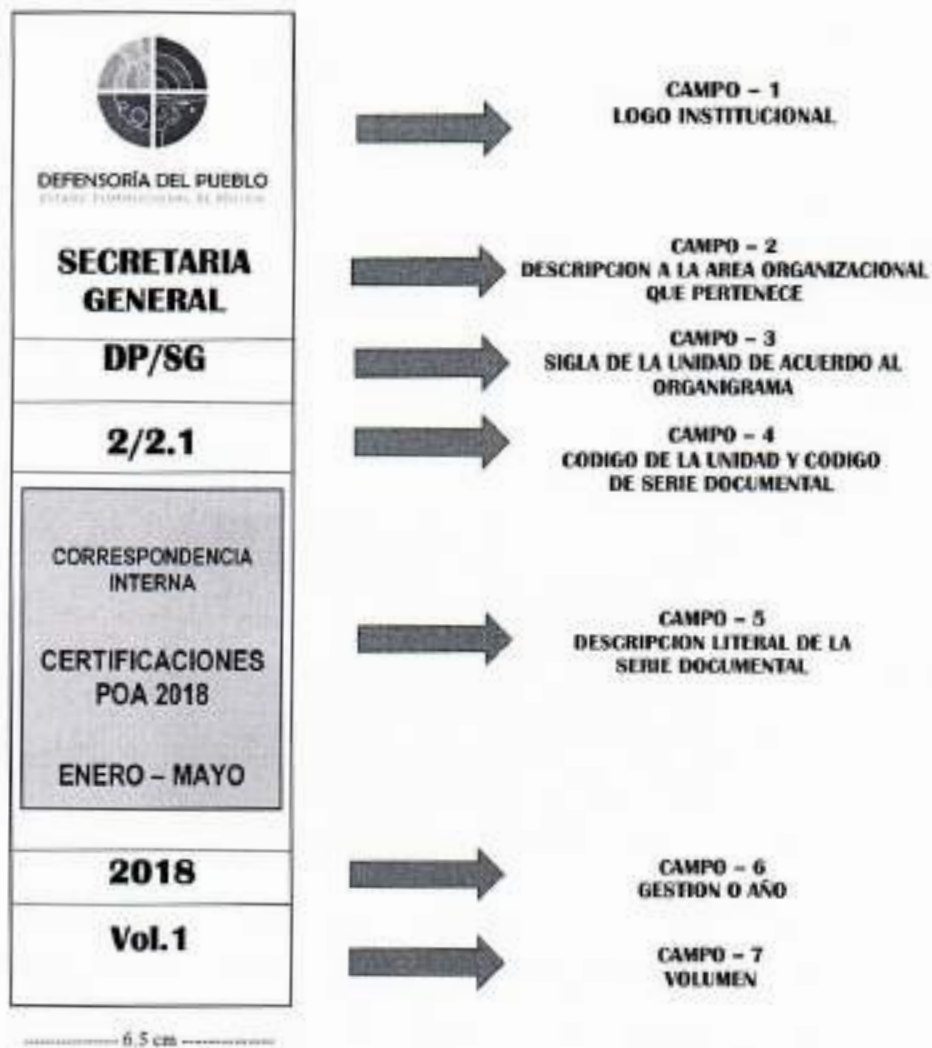 DEFENSORÍA DEL PUEBLO
SECRETARIA
GENERAL
DP/SG
2/2.1
CORRESPONDENCIA
INTERNA
CERTIFICACIONES
POA 2018
ENERO – MAYO
2018
Vol.1
6.5 cm
CAMPO – 1
LOGO INSTITUCIONAL
CAMPO – 2
DESCRIPCION A LA AREA ORGANIZACIONAL
QUE PERTENECE
CAMPO – 3
SIGLA DE LA UNIDAD DE ACUERDO AL
ORGANIGRAMA
CAMPO – 4
CODIGO DE LA UNIDAD Y CODIGO
DE SERIE DOCUMENTAL
CAMPO – 5
DESCRIPCION LITERAL DE LA
SERIE DOCUMENTAL
CAMPO – 6
GESTION O AÑO
CAMPO – 7
VOLUMEN